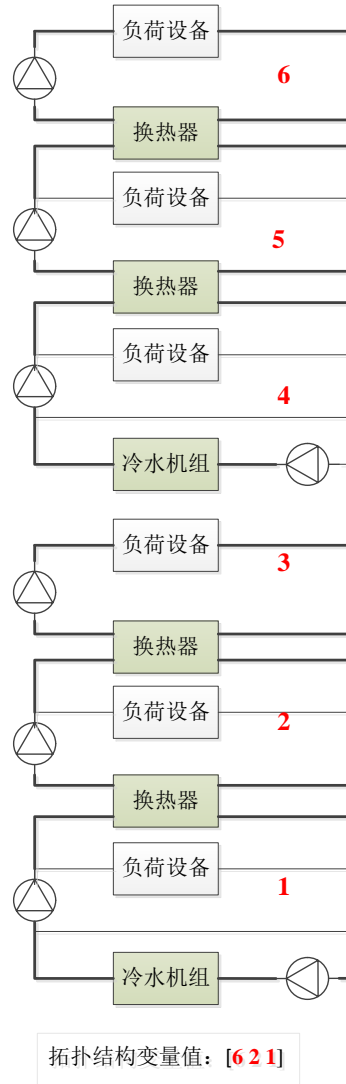 负荷设备
6
换热器
负荷设备
5
换热器
负荷设备
4
冷水机组
负荷设备
3
换热器
负荷设备
2
换热器
负荷设备
1
冷水机组
拓扑结构变量值：[6 2 1]